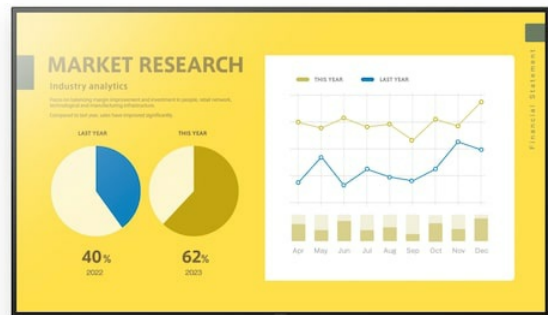 MARKET RESEARCH
Industry analytics
Financial Statement
LAST YEAR
THIS YEAR
40%
2022
62%
2023
THIS YEAR
LAST YEAR
Apr May Jun Jul Aug Sep Oct Nov Dec